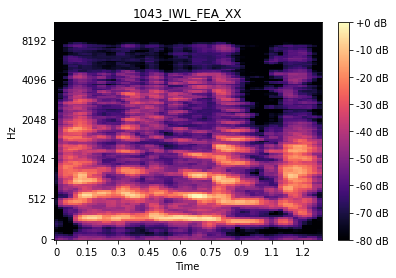 1043_IWL_FEA_XX
+0 dB
8192
-10 dB
4096
-20 dB
-30 dB
2048
Hz
-40 dB
1024
-50 dB
512
-60 dB
-70 dB
0
-80 dB
0 0.15 0.3 0.45 0.6 0.75 0.9 1.1 1.2
Time